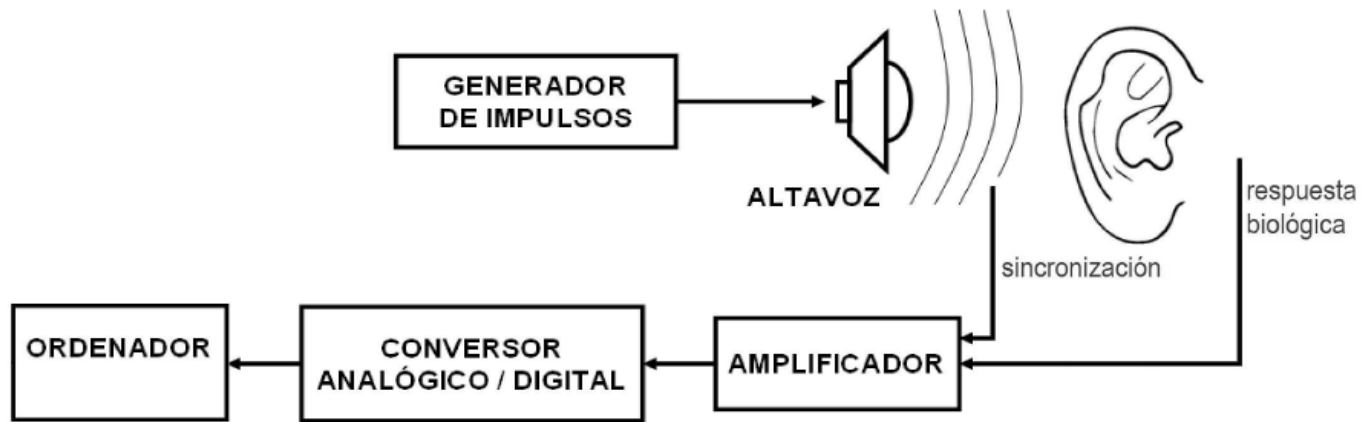 GENERADOR
DE IMPULSOS
ALTAVOZ
respuesta
biológica
sincronización
ORDENADOR
CONVERSOR
ANALÓGICO / DIGITAL
AMPLIFICADOR